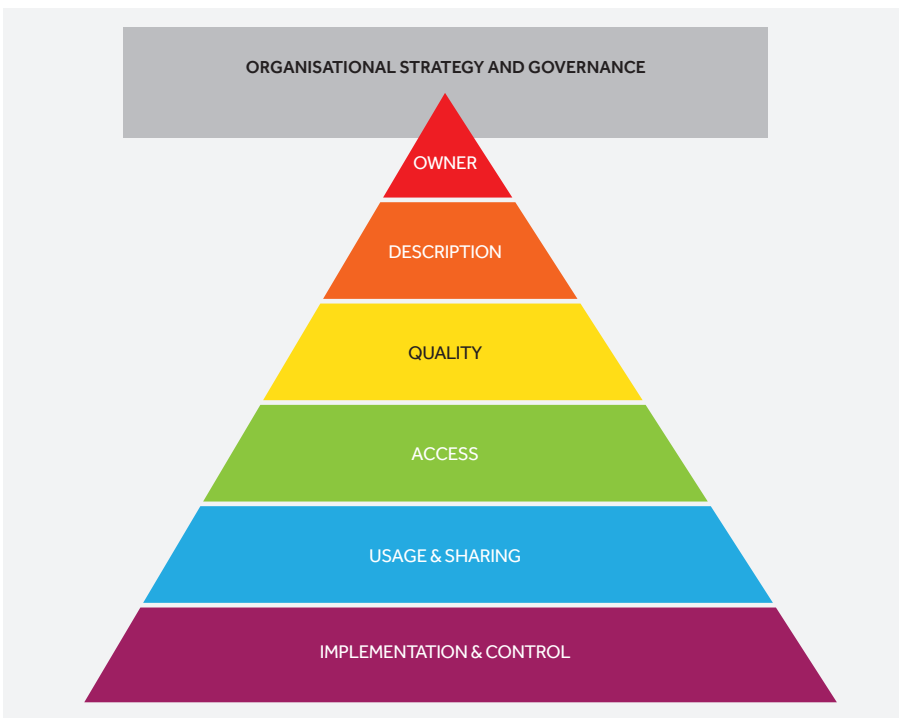 ORGANISATIONAL STRATEGY AND GOVERNANCE
OWNER
DESCRIPTION
QUALITY
ACCESS
USAGE & SHARING
IMPLEMENTATION & CONTROL